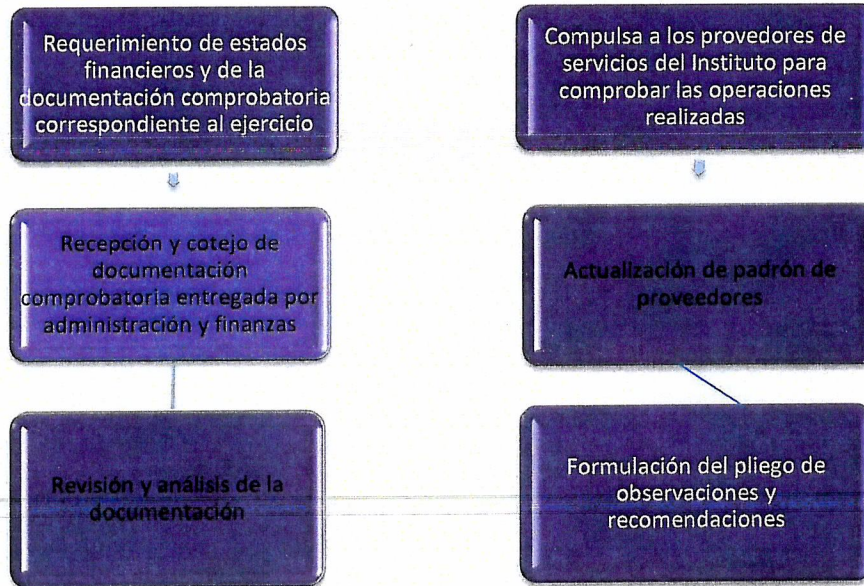 Requerimiento de estados
financieros y de la
documentación comprobatoria
correspondiente al ejercicio
Recepción y cotejo de
documentación
comprobatoria entregada por
administración y finanzas
Revisión y análisis de la
documentación
Compulsa a los provedores de
servicios del Instituto para
comprobar las operaciones
realizadas
Actualización de padrón de
proveedores
Formulación del pliego de
observaciones y
recomendaciones